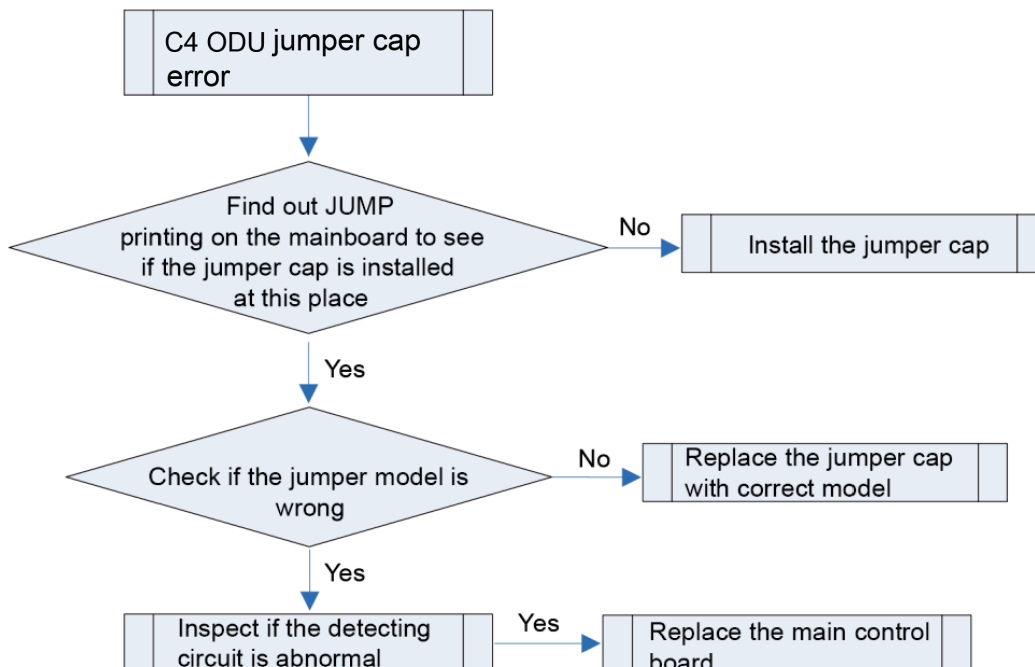 C4 ODU jumper cap
error
Find out JUMP
printing on the mainboard to see
if the jumper cap is installed
at this place
No
Install the jumper cap
Yes
Check if the jumper model is
wrong
No
Replace the jumper cap
with correct model
Yes
Inspect if the detecting
circuit is abnormal
Yes
Replace the main control
board